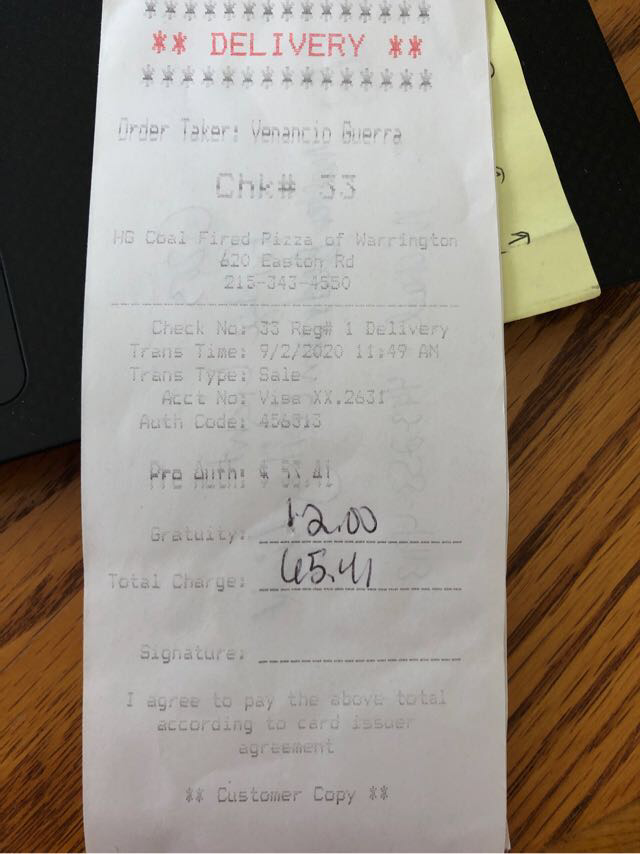 ** DELIVERY **
Order Taker: Venancio Guerra
Chk# 33
HG Coal Fired Pizza of Warrington
620 Easton Rd
215-343-4550
Check No: 33 Reg# 1 Delivery
Trans Time: 9/2/2020 11:49 AM
Trans Type: Sale
Acct No: Visa XX.2631
Auth Code: 456313
Pre Auth: $ 53.41
Gratuity: 12.00
Total Charge: 65.41
Signature:
I agree to pay the above total
according to card issuer
agreement
** Customer Copy **